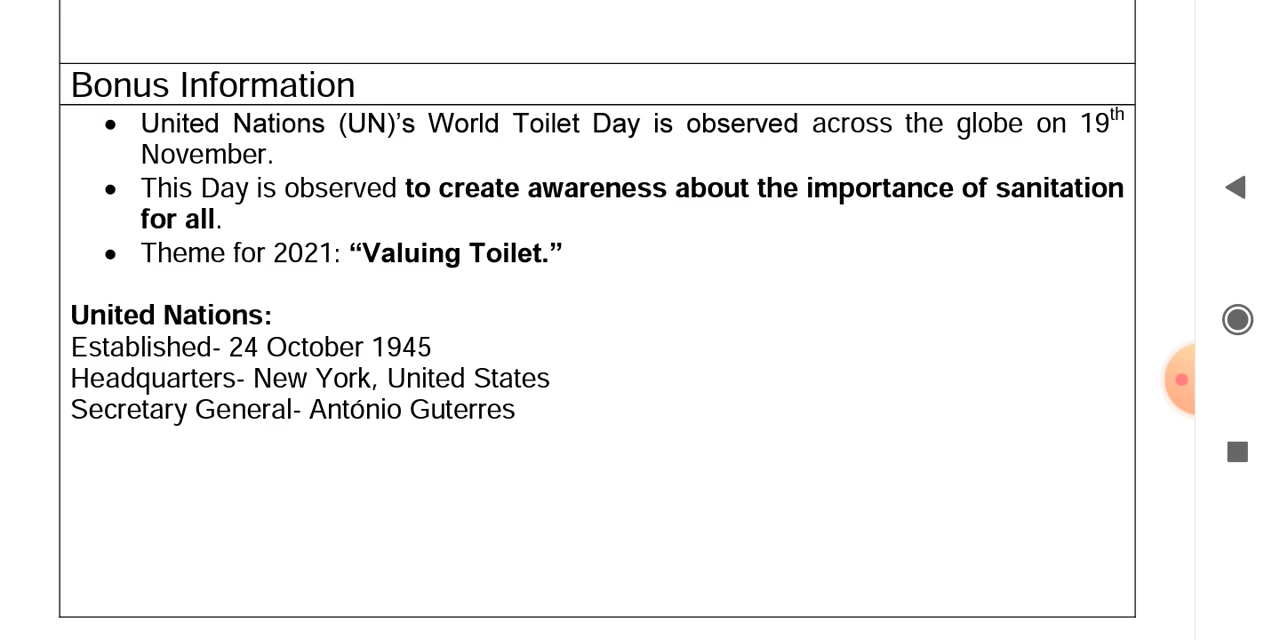 Bonus Information
• United Nations (UN)’s World Toilet Day is observed across the globe on 19th
November.
• This Day is observed to create awareness about the importance of sanitation
for all.
• Theme for 2021: “Valuing Toilet.”
United Nations:
Established- 24 October 1945
Headquarters- New York, United States
Secretary General- António Guterres